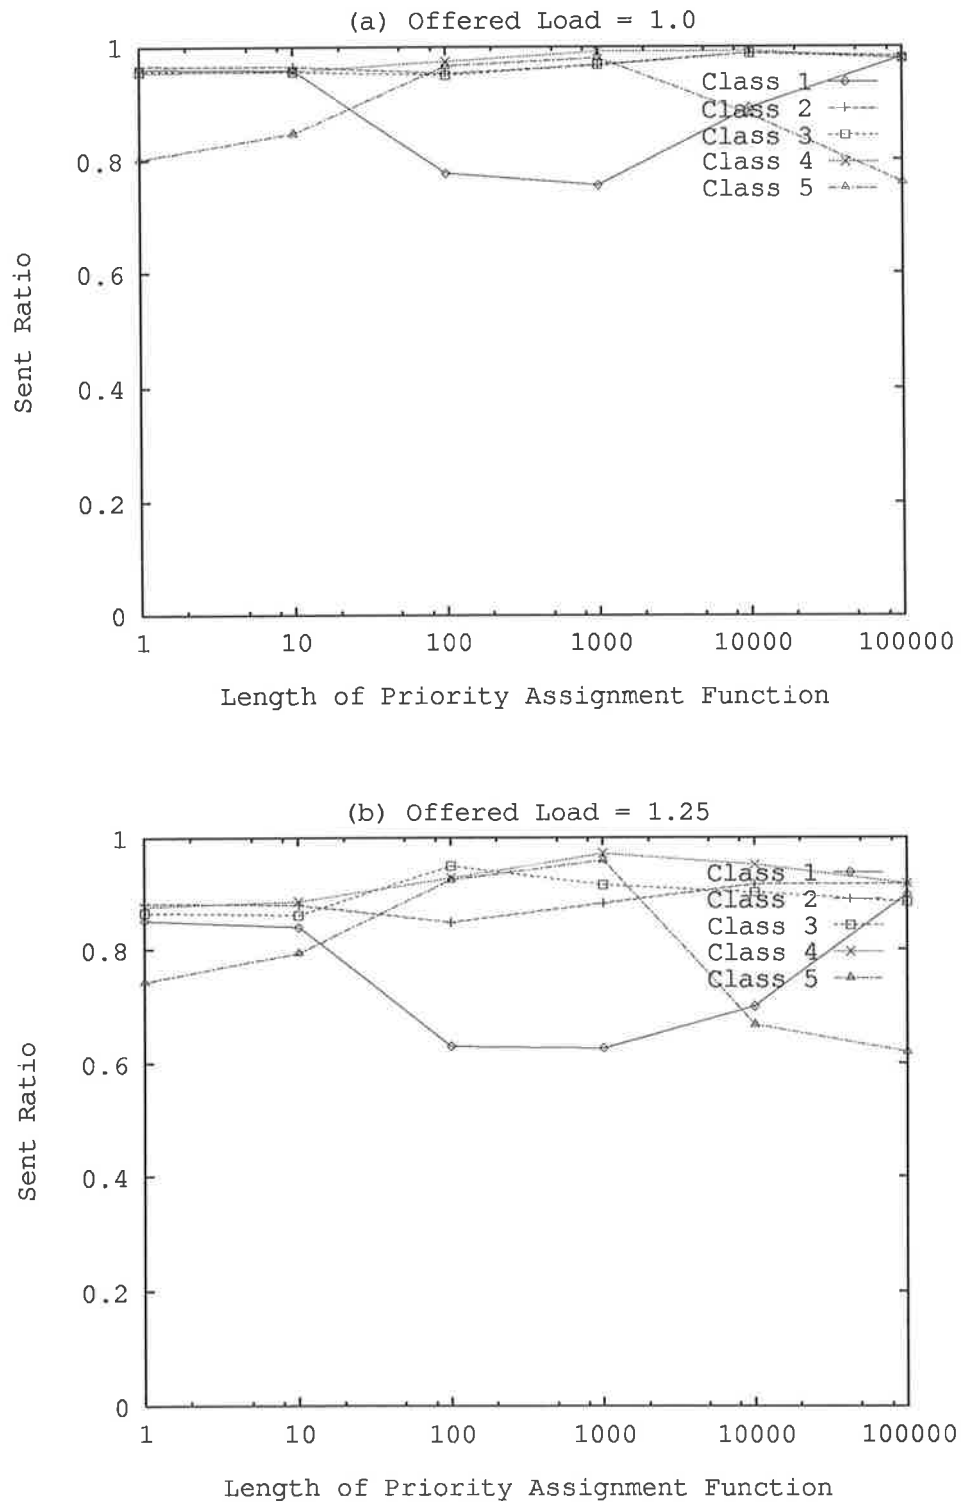 (a) Offered Load = 1.0
1
Class 1
Class 2
Class 3
0.8
Class 4
Class 5
0.6
Sent Ratio
0.4
0.2
0
1 10 100 1000 10000 100000
Length of Priority Assignment Function
(b) Offered Load = 1.25
1
Class 1
Class 2
Class 3
0.8
Class 4
Class 5
0.6
Sent Ratio
0.4
0.2
0
1 10 100 1000 10000 100000
Length of Priority Assignment Function